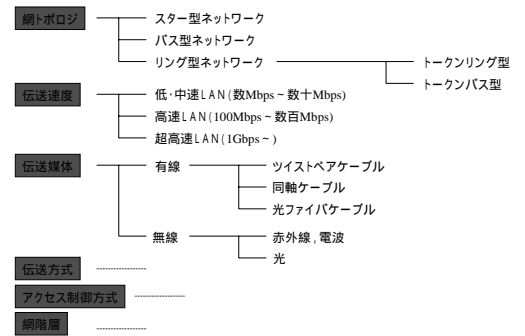 網トポロジ
スター型ネットワーク
バス型ネットワーク
リング型ネットワーク
トークンリング型
トークンバス型
伝送速度
低・中速LAN(数Mbps~数十Mbps)
高速LAN(100Mbps~数百Mbps)
超高速LAN(1Gbps~)
伝送媒体
有線
ツイストペアケーブル
同軸ケーブル
光ファイバケーブル
無線
赤外線,電波
光
伝送方式
アクセス制御方式
網階層